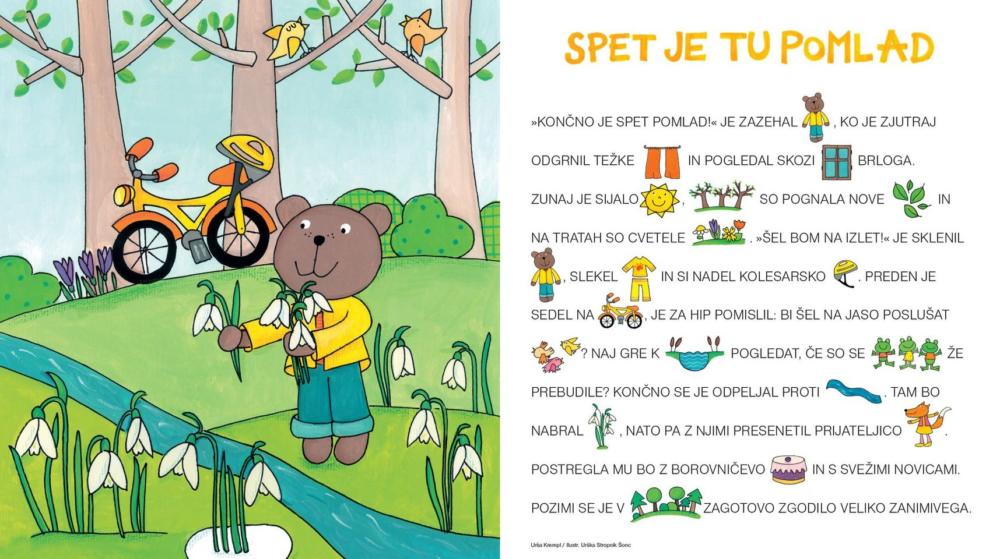 SPET JE TU POMLAD
»KONČNO JE SPET POMLAD!« JE ZAZEHAL , KO JE ZJUTRAJ
ODGRNIL TEŽKE IN POGLEDAL SKOZI BRLOGA.
ZUNAJ JE SIJALO , SO POGNALA NOVE IN
NA TRATAH SO CVETELE . »ŠEL BOM NA IZLET!« JE SKLENIL
, SLEKEL IN SI NADEL KOLESARSKO . PREDEN JE
SEDEL NA , JE ZA HIP POMISLIL: BI ŠEL NA JASO POSLUŠAT
? NAJ GRE K POGLEDAT, ČE SO SE ŽE
PREBUDILE? KONČNO SE JE ODPELJAL PROTI . TAM BO
NABRAL , NATO PA Z NJIMI PRESENETIL PRIJATELJICO .
POSTREGLA MU BO Z BOROVNIČEVO IN S SVEŽIMI NOVICAMI.
POZIMI SE JE V ZAGOTOVO ZGODILO VELIKO ZANIMIVEGA.
Urša Krempl / Ilustr. Urška Stropnik Šonc